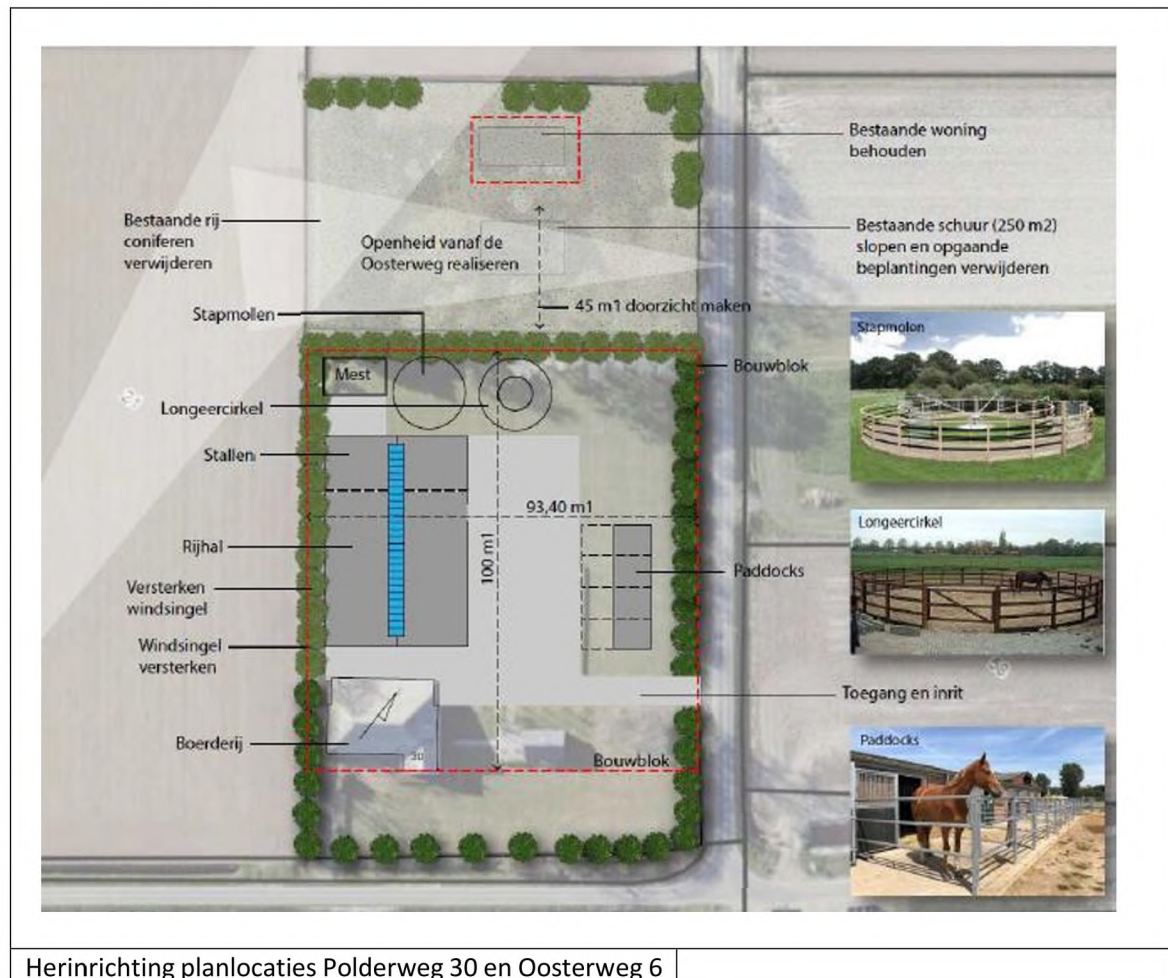 Bestaande woning
behouden
Bestaande rij
coniferen
verwijderen
Openheid vanaf de
Oosterweg realiseren
Bestaande schuur (250 m2)
slopen en opgaande
beplantingen verwijderen
45 m1 doorzicht maken
Stapmolen
Stapmolen
Mest
Bouwblok
Longeercirkel
Stallen
93,40 m1
100 m1
Longeercirkel
Rijhal
Paddocks
Versterken
windsingel
Windsingel
versterken
Toegang en inrit
Boerderij
30
Bouwblok
Paddocks
Herinrichting planlocaties Polderweg 30 en Oosterweg 6